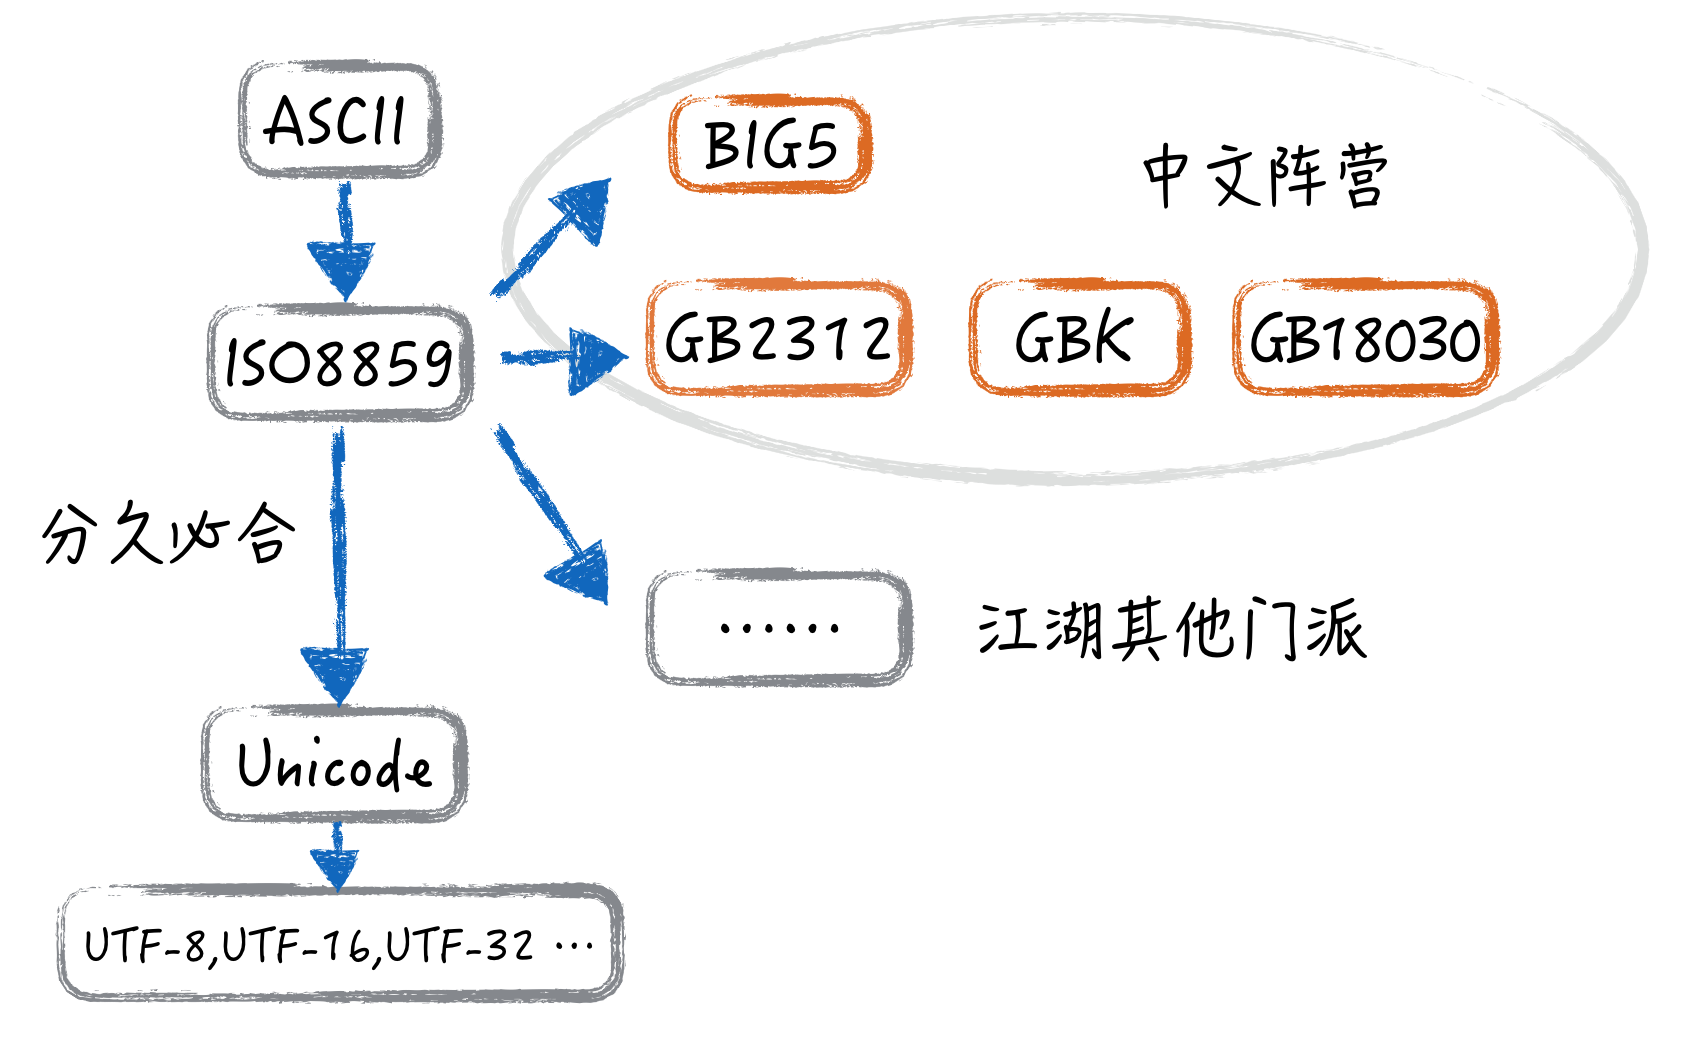 ASCII
BIG5
中文阵营
ISO8859
GB2312
GBK
GB18030
分久必合
······
江湖其他门派
Unicode
UTF-8,UTF-16,UTF-32 ···